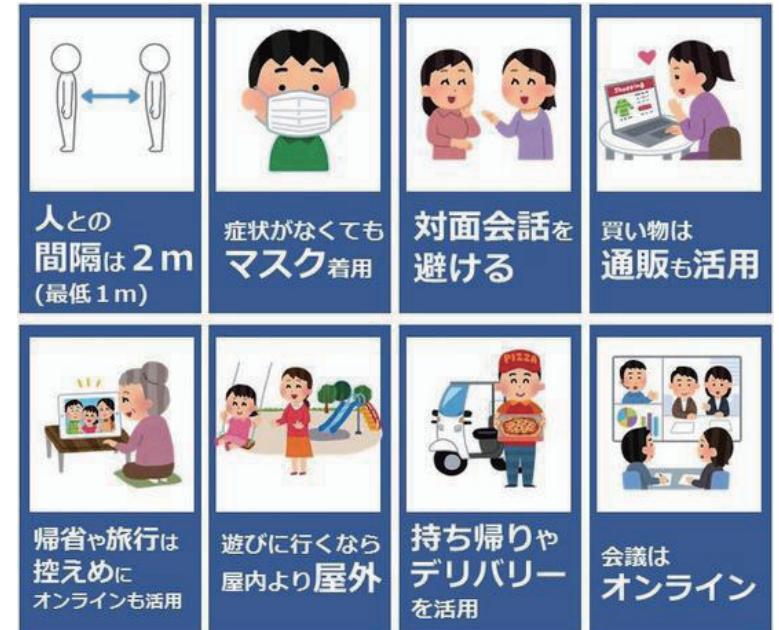 人との
間隔は2m
(最低1m)
症状がなくても
マスク着用
対面会話を
避ける
Shopping
買い物は
通販も活用
帰省や旅行は
控えめに
オンラインも活用
遊びに行くなら
屋内より屋外
PIZZA
持ち帰りや
デリバリー
を活用
会議は
オンライン